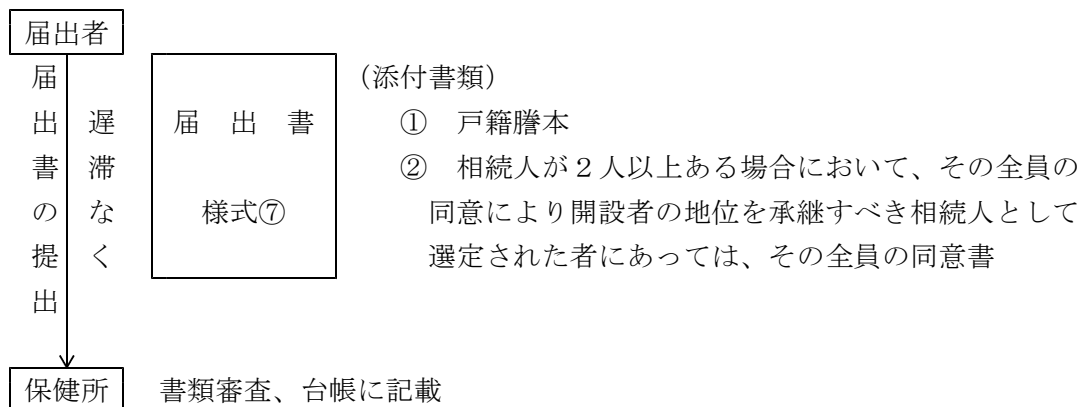 届出者
届出書の提出
遅滞なく
届　出　書
様式⑦
（添付書類）
①　戸籍謄本
②　相続人が２人以上ある場合において、その全員の
同意により開設者の地位を承継すべき相続人として
選定された者にあっては、その全員の同意書
保健所　書類審査、台帳に記載